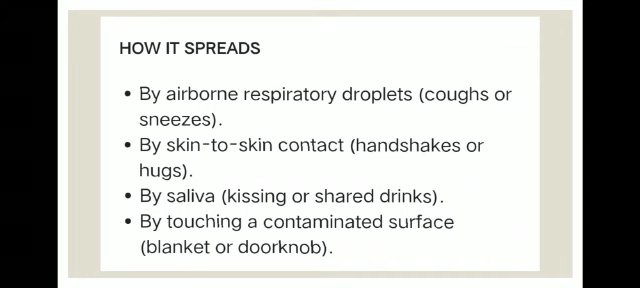 HOW IT SPREADS
• By airborne respiratory droplets (coughs or
sneezes).
• By skin-to-skin contact (handshakes or
hugs).
• By saliva (kissing or shared drinks).
• By touching a contaminated surface
(blanket or doorknob).